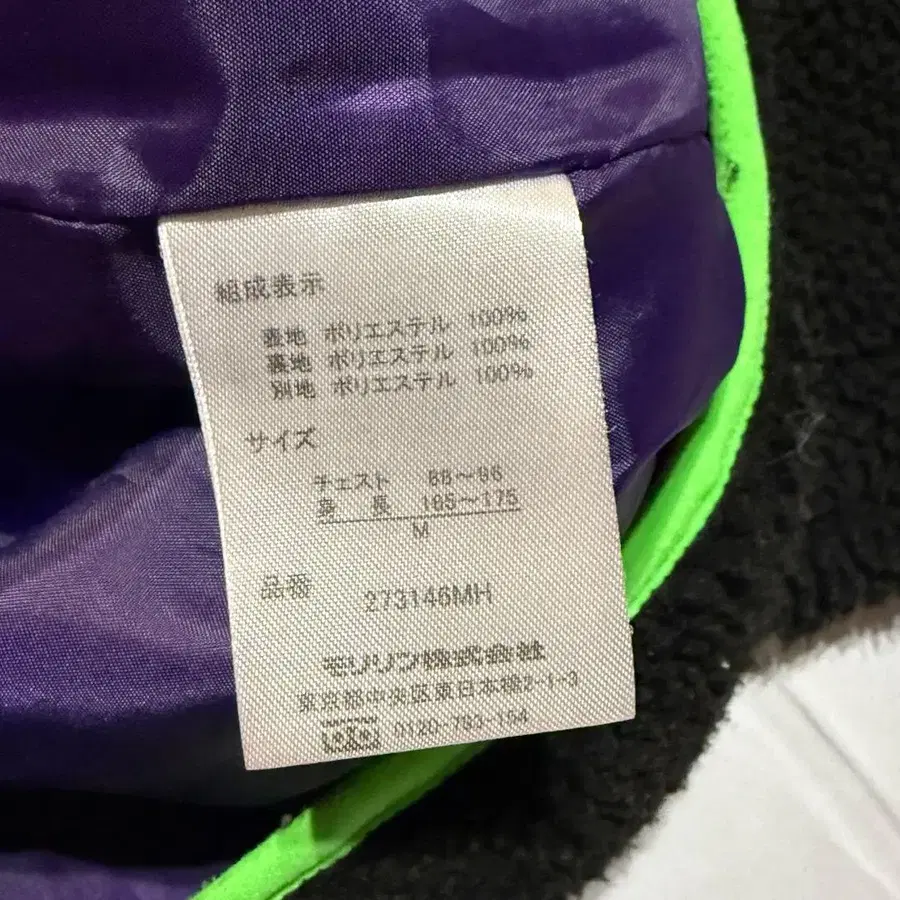 組成表示
表地 ポリエステル 100%
裏地 ポリエステル 100%
別地 ポリエステル 100%
サイズ
チェスト 88～96
身長 165～175
M
品番
273146MH
モリリン株式会社
東京都中央区東日本橋2-1-3
0120-793-154